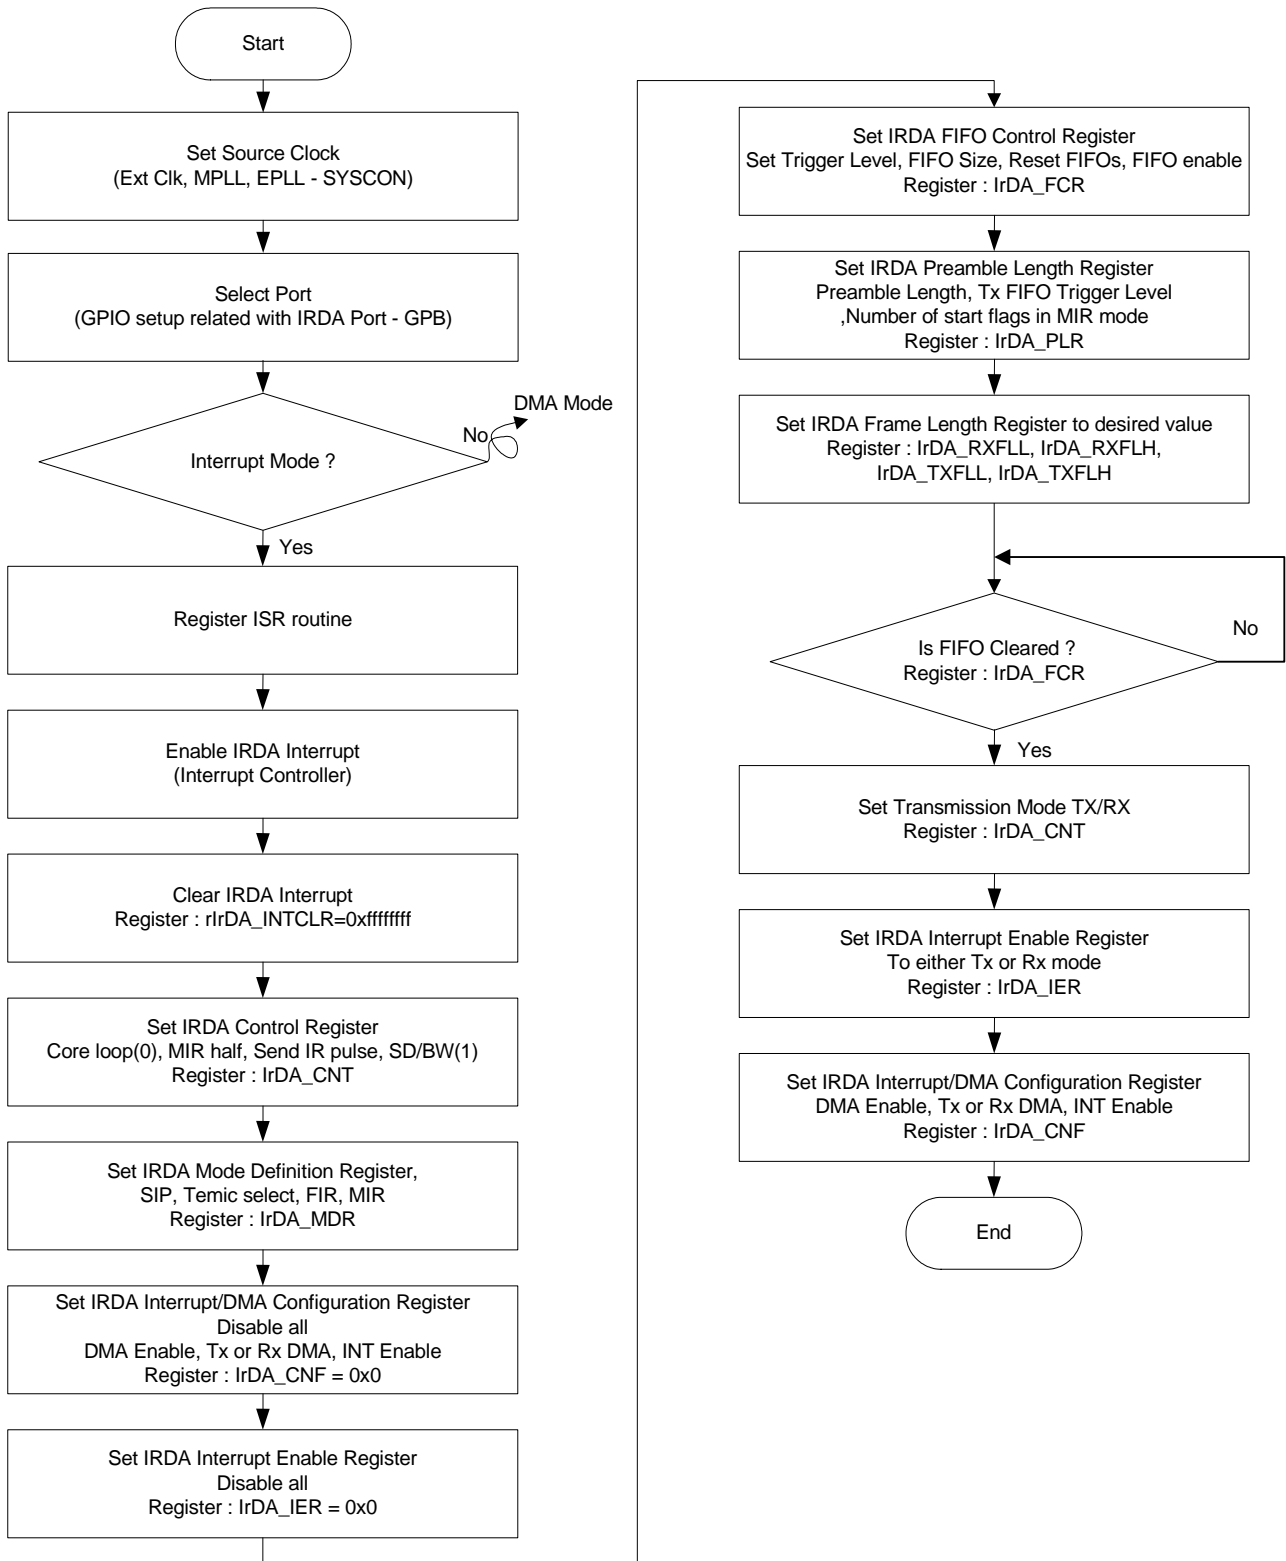 Start
Set Source Clock
(Ext Clk, MPLL, EPLL - SYSCON)
Select Port
(GPIO setup related with IRDA Port - GPB)
DMA Mode
No
Interrupt Mode ?
Yes
Register ISR routine
Enable IRDA Interrupt
(Interrupt Controller)
Clear IRDA Interrupt
Register : rIrDA_INTCLR=0xffffffff
Set IRDA Control Register
Core loop(0), MIR half, Send IR pulse, SD/BW(1)
Register : IrDA_CNT
Set IRDA Mode Definition Register,
SIP, Temic select, FIR, MIR
Register : IrDA_MDR
Set IRDA Interrupt/DMA Configuration Register
Disable all
DMA Enable, Tx or Rx DMA, INT Enable
Register : IrDA_CNF = 0x0
Set IRDA Interrupt Enable Register
Disable all
Register : IrDA_IER = 0x0
Set IRDA FIFO Control Register
Set Trigger Level, FIFO Size, Reset FIFOs, FIFO enable
Register : IrDA_FCR
Set IRDA Preamble Length Register
Preamble Length, Tx FIFO Trigger Level
,Number of start flags in MIR mode
Register : IrDA_PLR
Set IRDA Frame Length Register to desired value
Register : IrDA_RXFLL, IrDA_RXFLH,
IrDA_TXFLL, IrDA_TXFLH
Is FIFO Cleared ?
Register : IrDA_FCR
No
Yes
Set Transmission Mode TX/RX
Register : IrDA_CNT
Set IRDA Interrupt Enable Register
To either Tx or Rx mode
Register : IrDA_IER
Set IRDA Interrupt/DMA Configuration Register
DMA Enable, Tx or Rx DMA, INT Enable
Register : IrDA_CNF
End